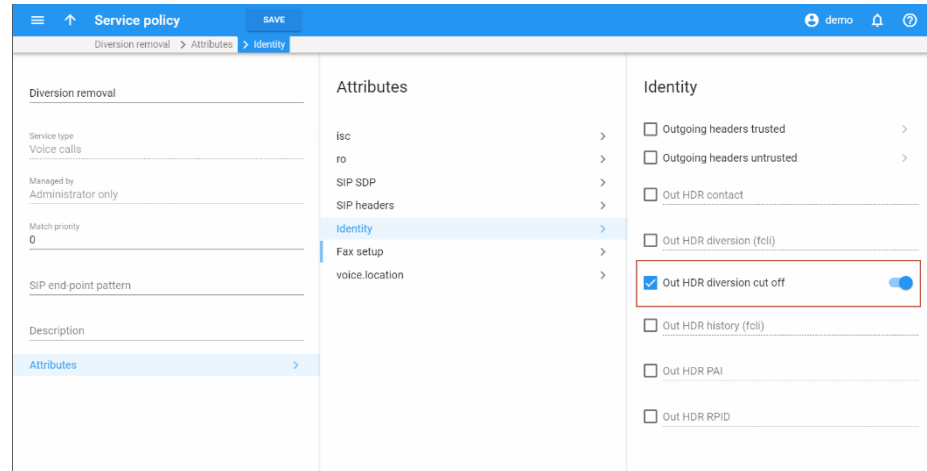 Service policy
SAVE
demo
Diversion removal > Attributes > Identity
Diversion removal
Service type
Voice calls
Managed by
Administrator only
Match priority
0
SIP end-point pattern
Description
Attributes
Attributes
isc
ro
SIP SDP
SIP headers
Identity
Fax setup
voice.location
Identity
Outgoing headers trusted
Outgoing headers untrusted
Out HDR contact
Out HDR diversion (fcli)
Out HDR diversion cut off
Out HDR history (fcli)
Out HDR PAI
Out HDR RPID